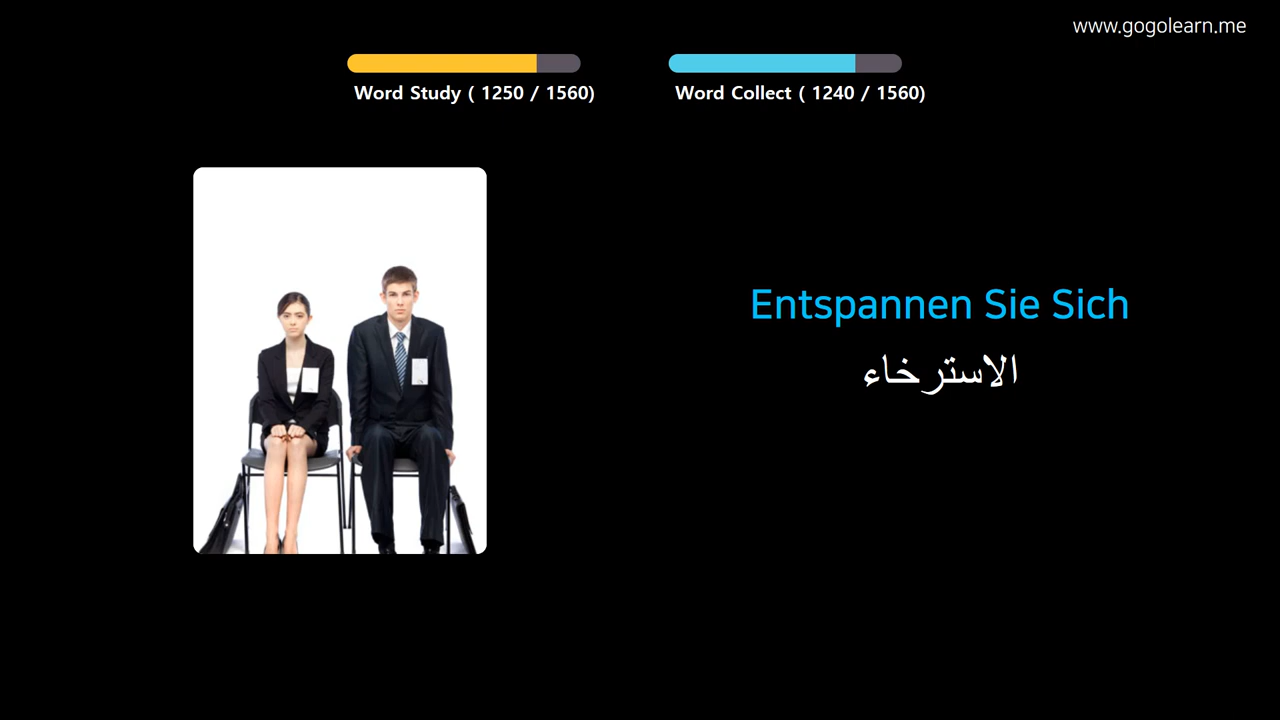 www.gogolearn.me
Word Study ( 1250 / 1560)
Word Collect ( 1240 / 1560)
Entspannen Sie Sich
الاسترخاء